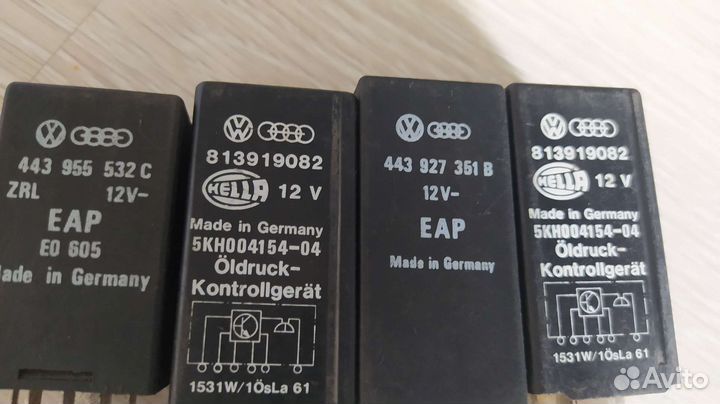 443 955 532 C
ZRL 12V-
EAP
EO 605
Made in Germany
813919082
HELLA 12 V
Made in Germany
5KH004154-04
Öldruck-
Kontrollgerät
1531W/1ÖsLa 61
443 927 351 B
12V-
EAP
Made in Germany
813919082
HELLA 12 V
Made in Germany
5KH004154-04
Öldruck-
Kontrollgerät
1531W/1ÖsLa 61
Avito